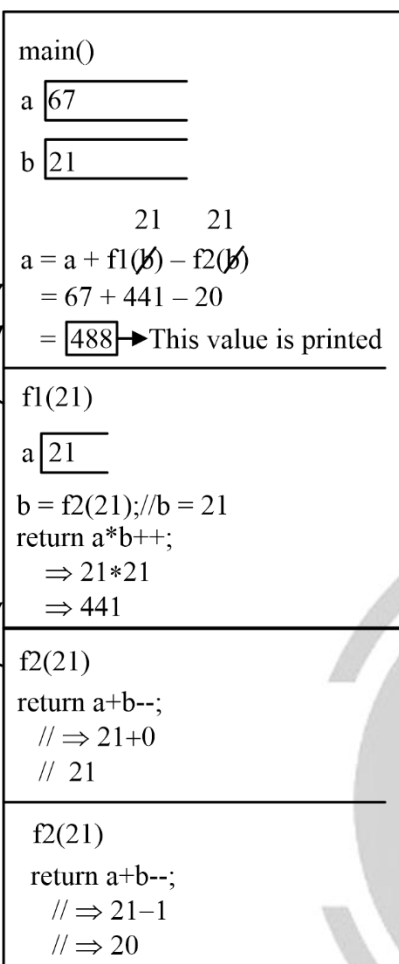 main()
a 67
b 21
21 21
a = a + f1(b) – f2(b)
= 67 + 441 – 20
= 488 →This value is printed
f1(21)
a 21
b = f2(21);//b = 21
return a*b++;
⇒ 21*21
⇒ 441
f2(21)
return a+b--;
// ⇒ 21+0
// 21
f2(21)
return a+b--;
// ⇒ 21–1
// ⇒ 20